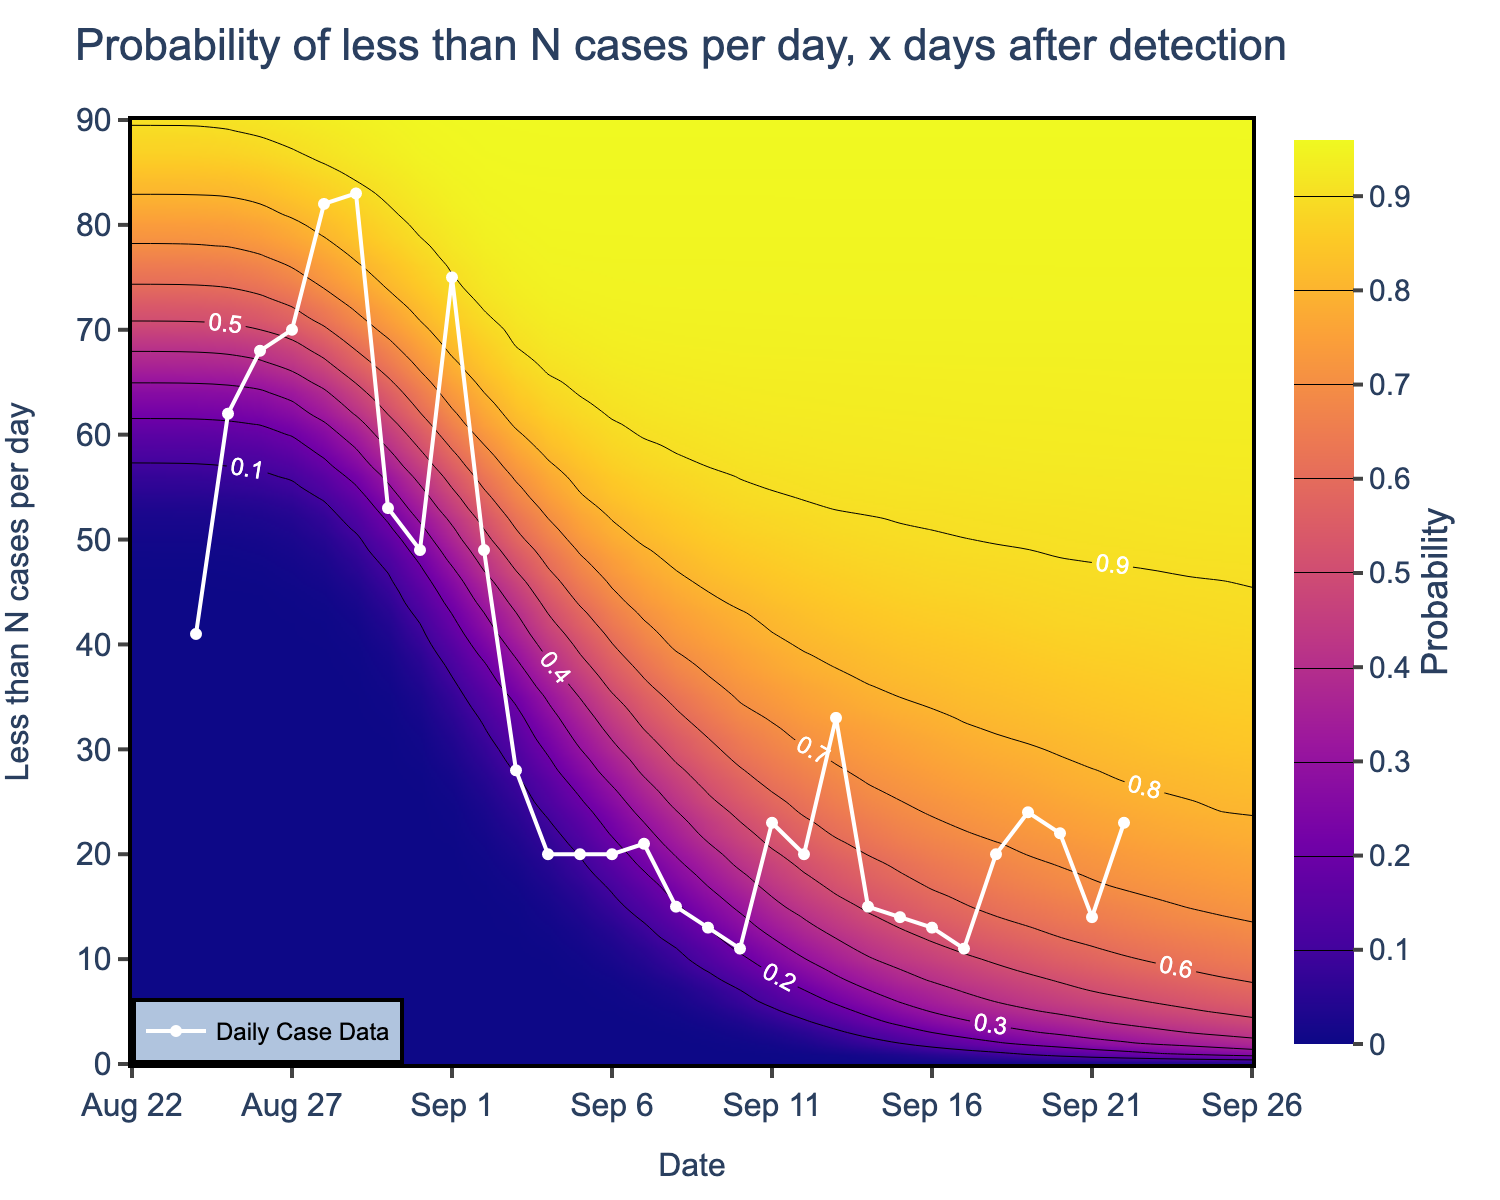 Probability of less than N cases per day, x days after detection
90
80
70
60
50
40
30
20
10
0
Less than N cases per day
0.5
0.1
0.4
0.7
0.9
0.8
0.6
0.2
0.3
Daily Case Data
Aug 22
Aug 27
Sep 1
Sep 6
Sep 11
Sep 16
Sep 21
Sep 26
Date
0.9
0.8
0.7
0.6
0.5
0.4
0.3
0.2
0.1
0
Probability